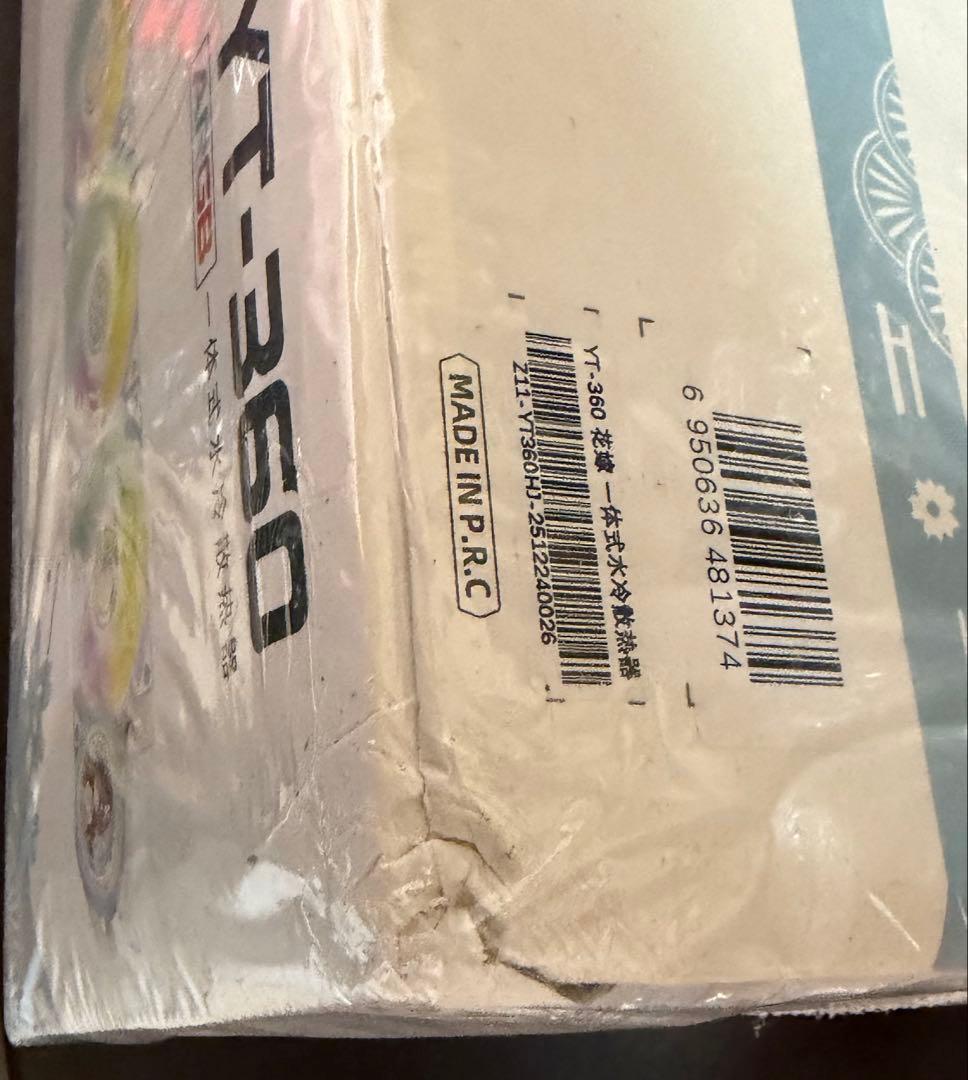 YT-360
ARGB
一体式水冷散熱器
MADE IN P.R.C
YT-360 花嫁 一体式水冷散热器
Z11-YT360HJ-2512240026
6 950636 481374